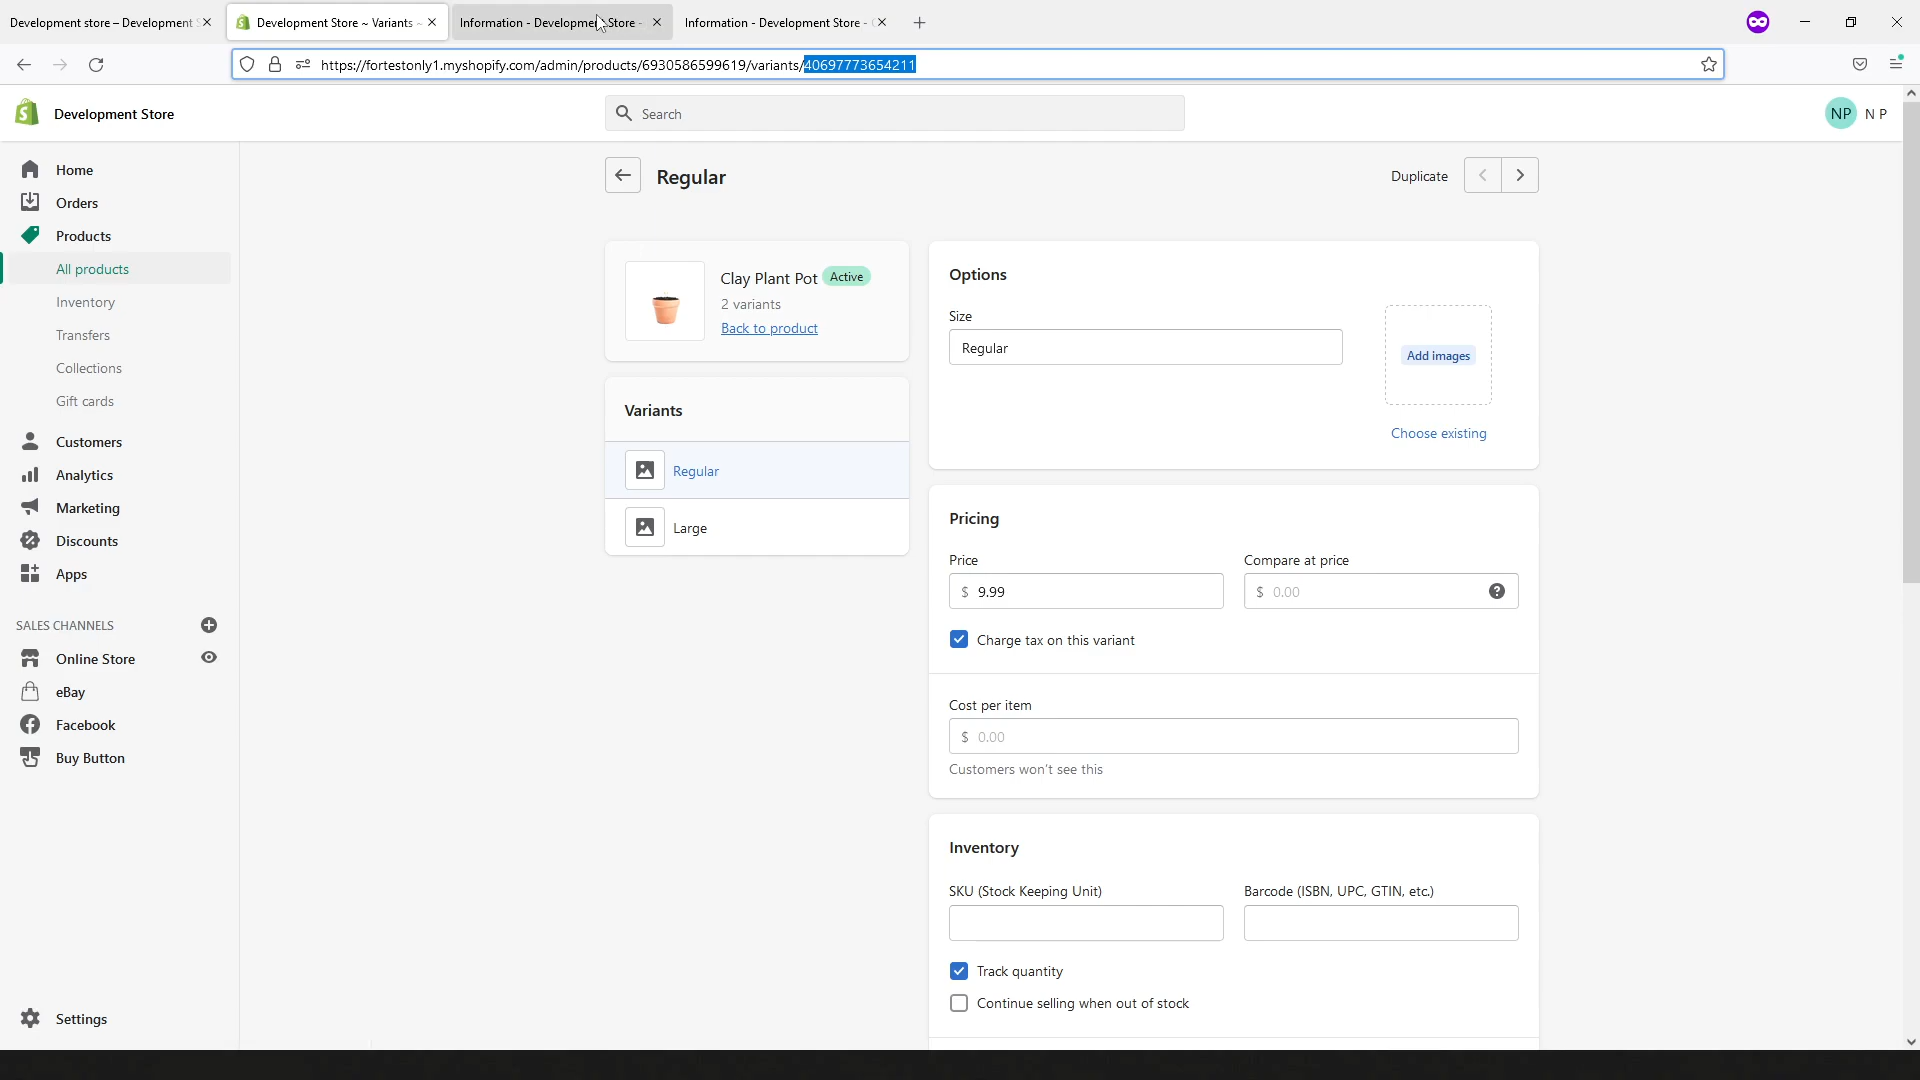 Development store – Development S
Development Store ~ Variants ~
Information - Development Store -
Information - Development Store -
https://fortestonly1.myshopify.com/admin/products/6930586599619/variants/40697773654211
Development Store
Search
NP
N P
Home
Orders
Products
All products
Inventory
Transfers
Collections
Gift cards
Customers
Analytics
Marketing
Discounts
Apps
SALES CHANNELS
Online Store
eBay
Facebook
Buy Button
Settings
Regular
Duplicate
Clay Plant Pot Active
2 variants
Back to product
Variants
Regular
Large
Options
Size
Regular
Add images
Choose existing
Pricing
Price
Compare at price
$ 9.99
$ 0.00
Charge tax on this variant
Cost per item
$ 0.00
Customers won't see this
Inventory
SKU (Stock Keeping Unit)
Barcode (ISBN, UPC, GTIN, etc.)
Track quantity
Continue selling when out of stock